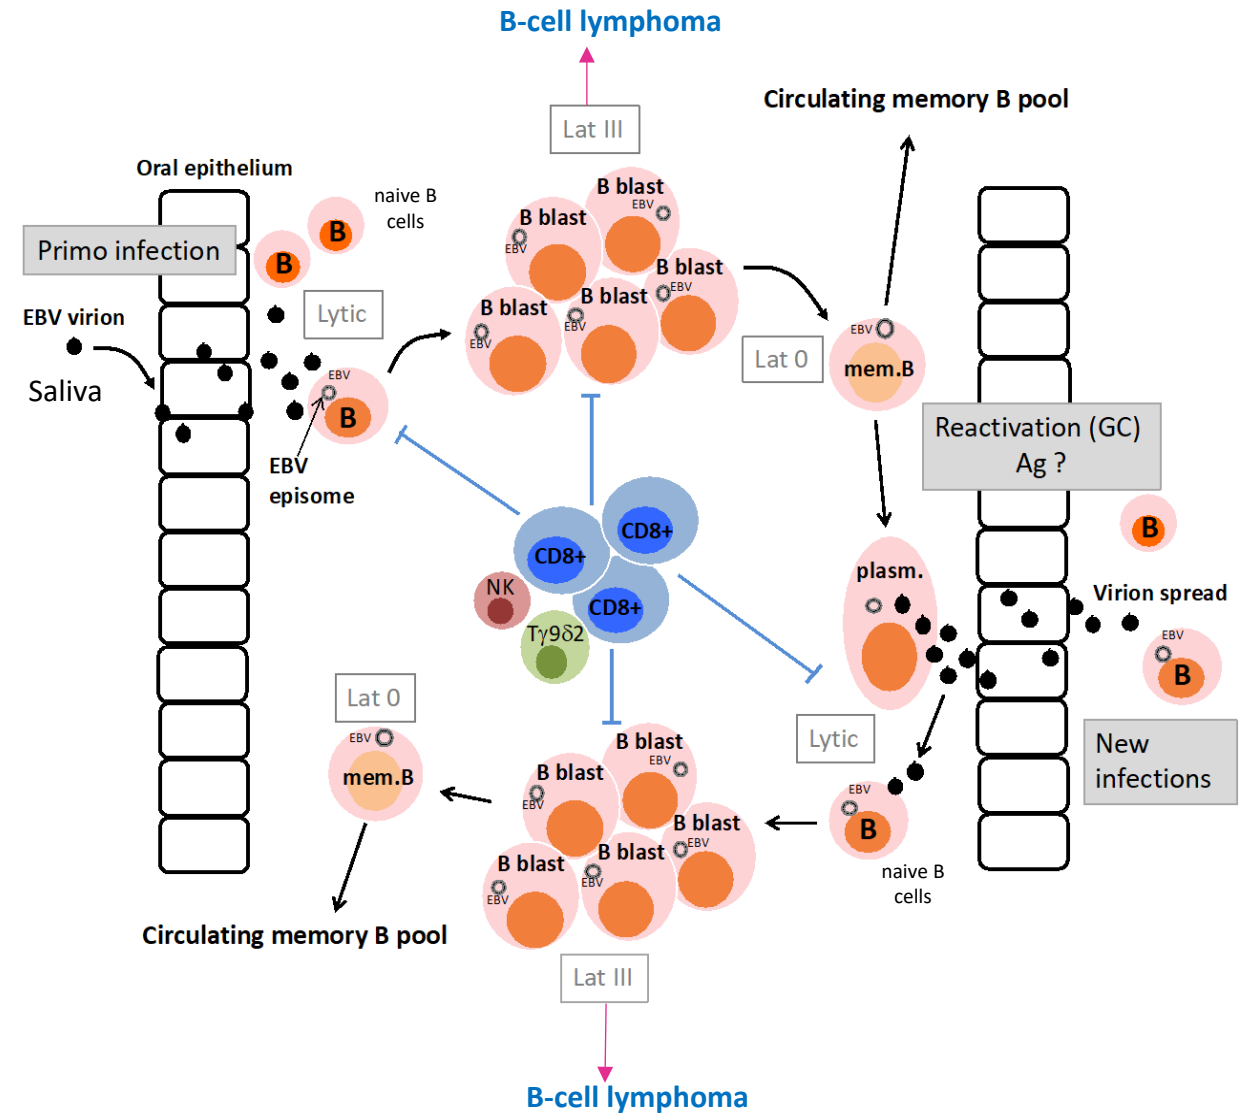 B-cell lymphoma
Lat III
Circulating memory B pool
Oral epithelium
naive B
cells
B
B
Primo infection
EBV virion
Saliva
Lytic
EBV
B
EBV
episome
B blast
EBV
B blast
EBV
B blast
EBV
B blast
EBV
B blast
EBV
Lat 0
EBV
mem.B
Reactivation (GC)
Ag ?
CD8+
CD8+
CD8+
NK
Tγ9δ2
plasm.
B
Virion spread
EBV
B
New
infections
Lytic
EBV
B
naive B
cells
B blast
EBV
B blast
EBV
B blast
EBV
B blast
EBV
B blast
EBV
Lat 0
EBV
mem.B
Circulating memory B pool
Lat III
B-cell lymphoma